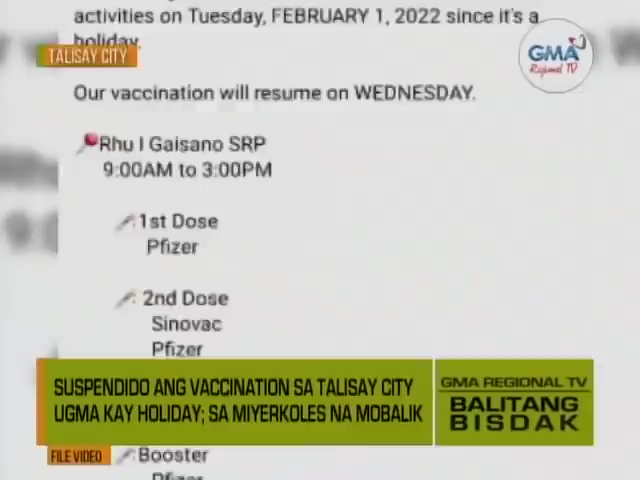 activities on Tuesday, FEBRUARY 1, 2022 since it's a
holiday.
TALISAY CITY
GMA
Regional TV
Our vaccination will resume on WEDNESDAY.
Rhu I Gaisano SRP
9:00AM to 3:00PM
1st Dose
Pfizer
2nd Dose
Sinovac
Pfizer
SUSPENDIDO ANG VACCINATION SA TALISAY CITY
UGMA KAY HOLIDAY; SA MIYERKOLES NA MOBALIK
GMA REGIONAL TV
BALITANG
BISDAK
FILE VIDEO
Booster
Pfizer